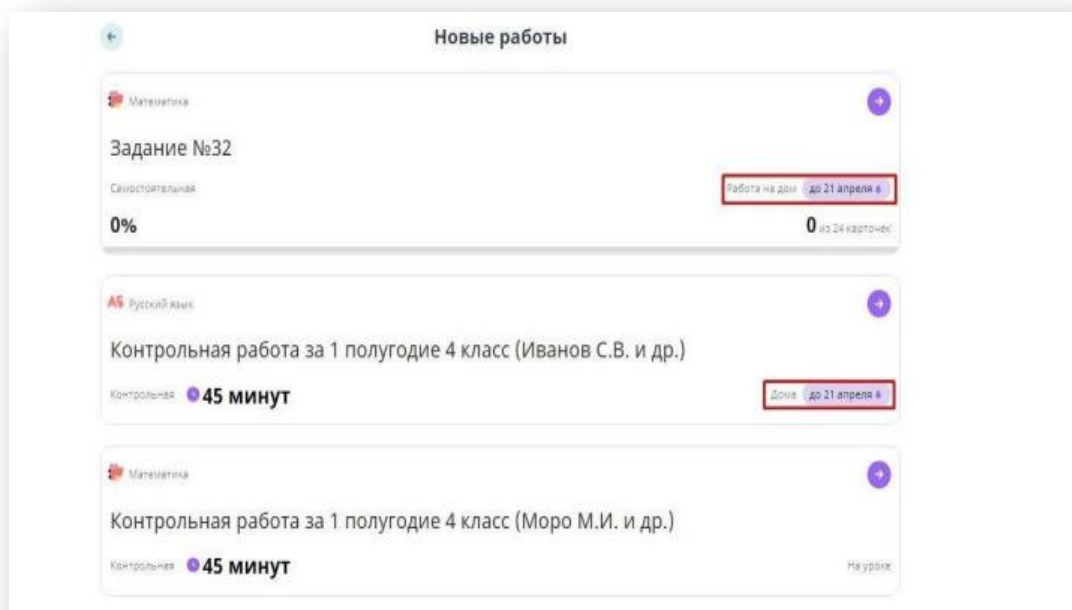 Новые работы
Математика
Задание №32
Самостоятельная
Работа на дом до 21 апреля
0%
0 из 24 карточек
АБ Русский язык
Контрольная работа за 1 полугодие 4 класс (Иванов С.В. и др.)
Контрольная 45 минут
Дома до 21 апреля
Математика
Контрольная работа за 1 полугодие 4 класс (Моро М.И. и др.)
Контрольная 45 минут
На уроке